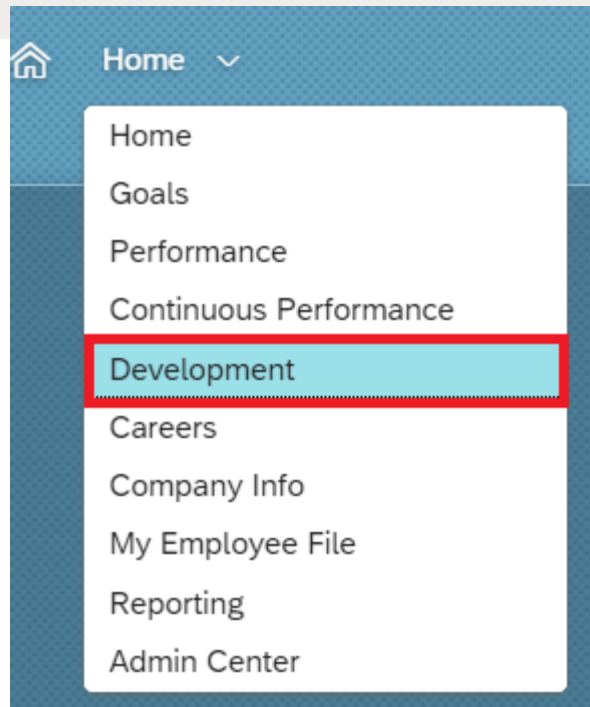 Home
Home
Goals
Performance
Continuous Performance
Development
Careers
Company Info
My Employee File
Reporting
Admin Center